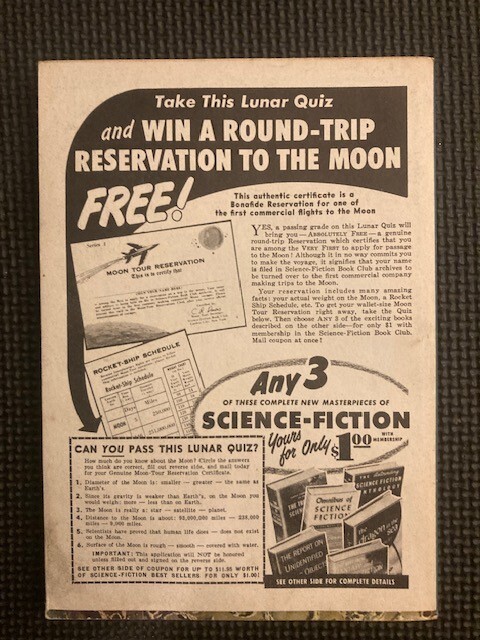 Take This Lunar Quiz
and WIN A ROUND-TRIP
RESERVATION TO THE MOON
FREE!
This authentic certificate is a
Bonafide Reservation for one of
the first commercial flights to the Moon
YES, a passing grade on this Lunar Quiz will
bring you — ABSOLUTELY FREE — a genuine
round-trip Reservation which certifies that you
are among the VERY FIRST to apply for passage
to the Moon! Although it in no way commits you
to make the voyage, it signifies that your name
is filed in Science-Fiction Book Club archives to
be turned over to the first commercial company
making trips to the Moon.
Your reservation includes many amazing
facts: your actual weight on the Moon, a Rocket
Ship Schedule, etc. To get your wallet-size Moon
Tour Reservation right away, take the Quiz
below. Then choose ANY 3 of the exciting books
described on the other side—for only $1 with
membership in the Science-Fiction Book Club.
Mail coupon at once!
MOON TOUR RESERVATION
This is to certify that
ROCKET-SHIP SCHEDULE
Rocket-Ship Schedule
Days
Miles
MOON
Any 3
OF THESE COMPLETE NEW MASTERPIECES OF
SCIENCE-FICTION
Yours for Only $1.00 WITH MEMBERSHIP
CAN YOU PASS THIS LUNAR QUIZ?
How much do you know about the Moon? Circle the answers
you think are correct, fill out reverse side, and mail today
for your Genuine Moon-Tour Reservation Certificate.
1. Diameter of the Moon is: smaller — greater — the same as
Earth's.
2. Since its gravity is weaker than Earth's, on the Moon you
would weigh: more — less than on Earth.
3. The Moon is really a: star — satellite — planet.
4. Distance to the Moon is about:
miles
5. Scientists have proved that human life does — does not exist
on the Moon.
6. Surface of the Moon is: rough — smooth — covered with water.
IMPORTANT: This application will NOT be honored
unless filled out and signed on the reverse side.
SEE OTHER SIDE OF COUPON FOR UP TO WORTH
OF SCIENCE-FICTION BEST SELLERS FOR ONLY $1.00!
SCIENCE FICTION
Omnibus of
SCIENCE
FICTION
the dragon in the sea
THE REPORT ON
UNIDENTIFIED
SEE OTHER SIDE FOR COMPLETE DETAILS